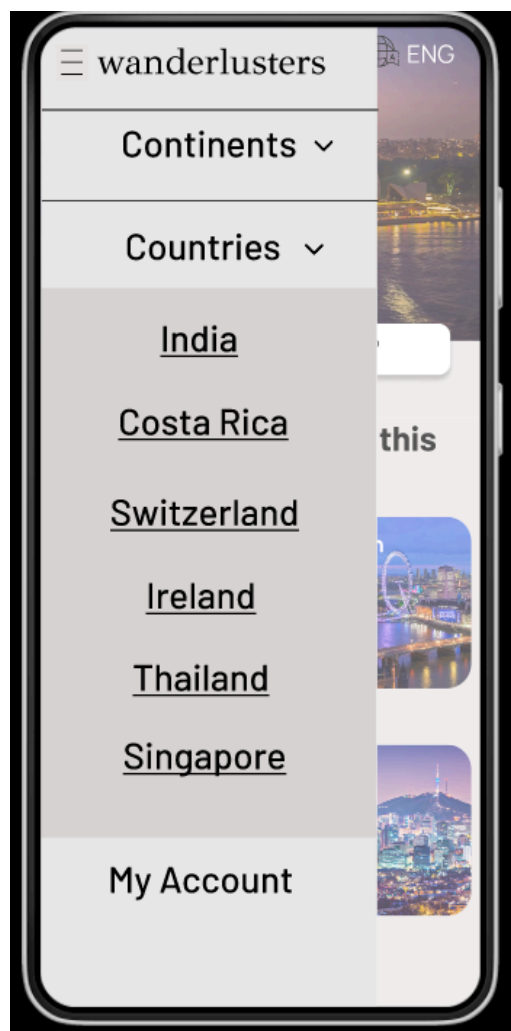 wanderlusters
ENG
Continents
Countries
India
Costa Rica
this
Switzerland
Ireland
Thailand
Singapore
My Account